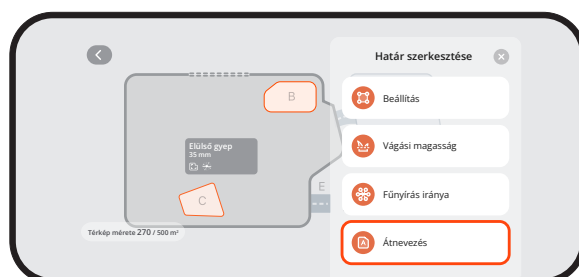 Határ szerkesztése
B
Beállítás
Elülső gyep
35 mm
Vágási magasság
E
C
Fűnyírás iránya
Térkép mérete 270 / 500 m²
Átnevezés
A